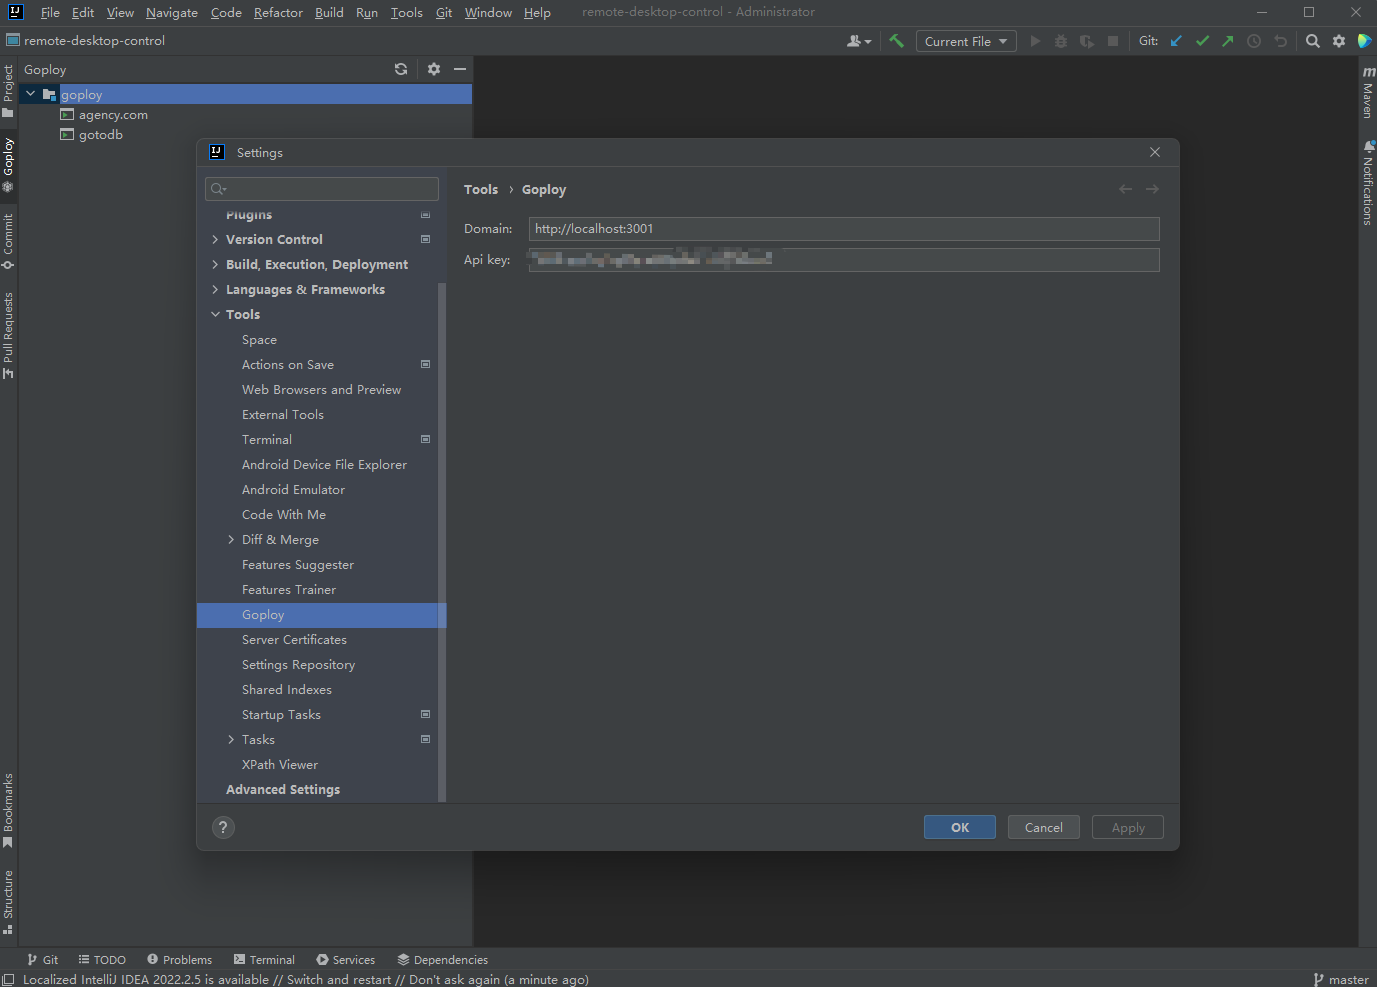 File Edit View Navigate Code Refactor Build Run Tools Git Window Help remote-desktop-control - Administrator
remote-desktop-control
Current File
Git:
Goploy
goploy
agency.com
gotodb
Project
Goploy
Commit
Pull Requests
Bookmarks
Structure
Maven
Notifications
Settings
Plugins
Version Control
Build, Execution, Deployment
Languages & Frameworks
Tools
Space
Actions on Save
Web Browsers and Preview
External Tools
Terminal
Android Device File Explorer
Android Emulator
Code With Me
Diff & Merge
Features Suggester
Features Trainer
Goploy
Server Certificates
Settings Repository
Shared Indexes
Startup Tasks
Tasks
XPath Viewer
Advanced Settings
Tools › Goploy
Domain: http://localhost:3001
Api key:
? OK Cancel Apply
Git TODO Problems Terminal Services Dependencies
Localized IntelliJ IDEA 2022.2.5 is available // Switch and restart // Don't ask again (a minute ago)
master